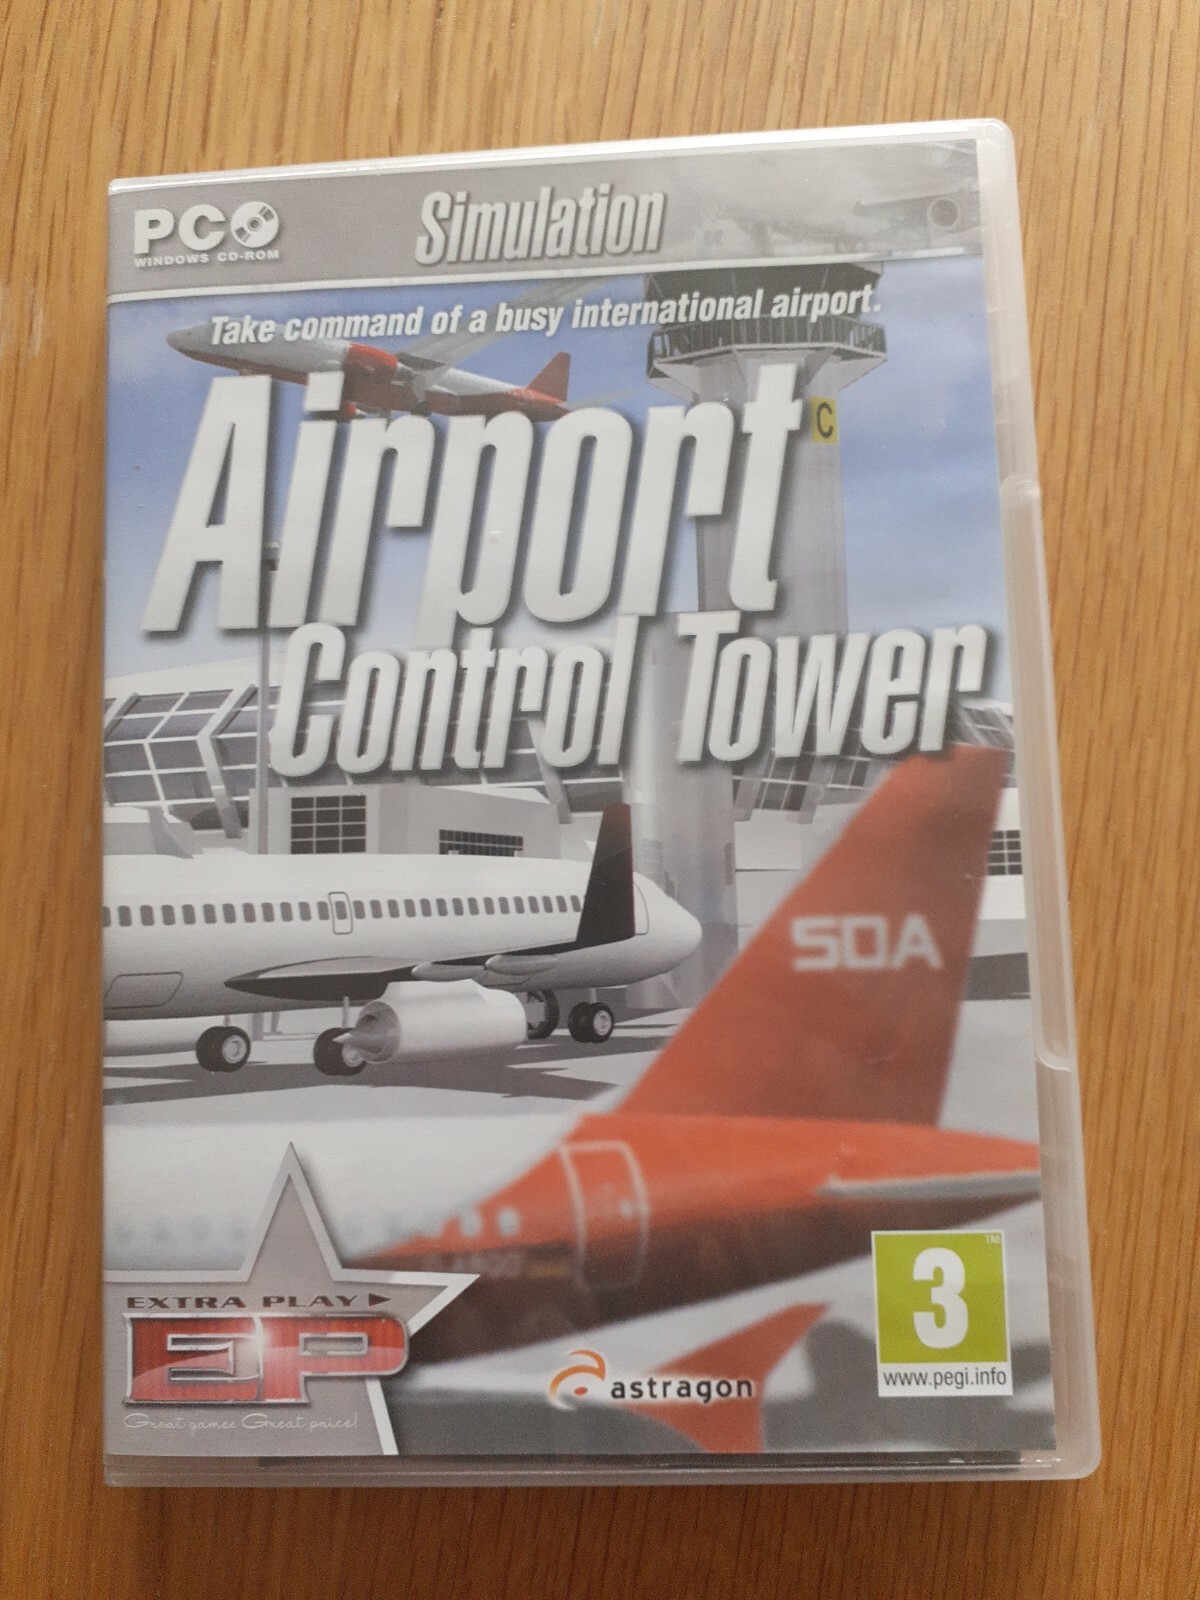 PC
WINDOWS CD-ROM
Simulation
Take command of a busy international airport.
Airport
C
Control Tower
SDA
EXTRA PLAY
EP
Great games Great price!
astragon
3
TM
www.pegi.info